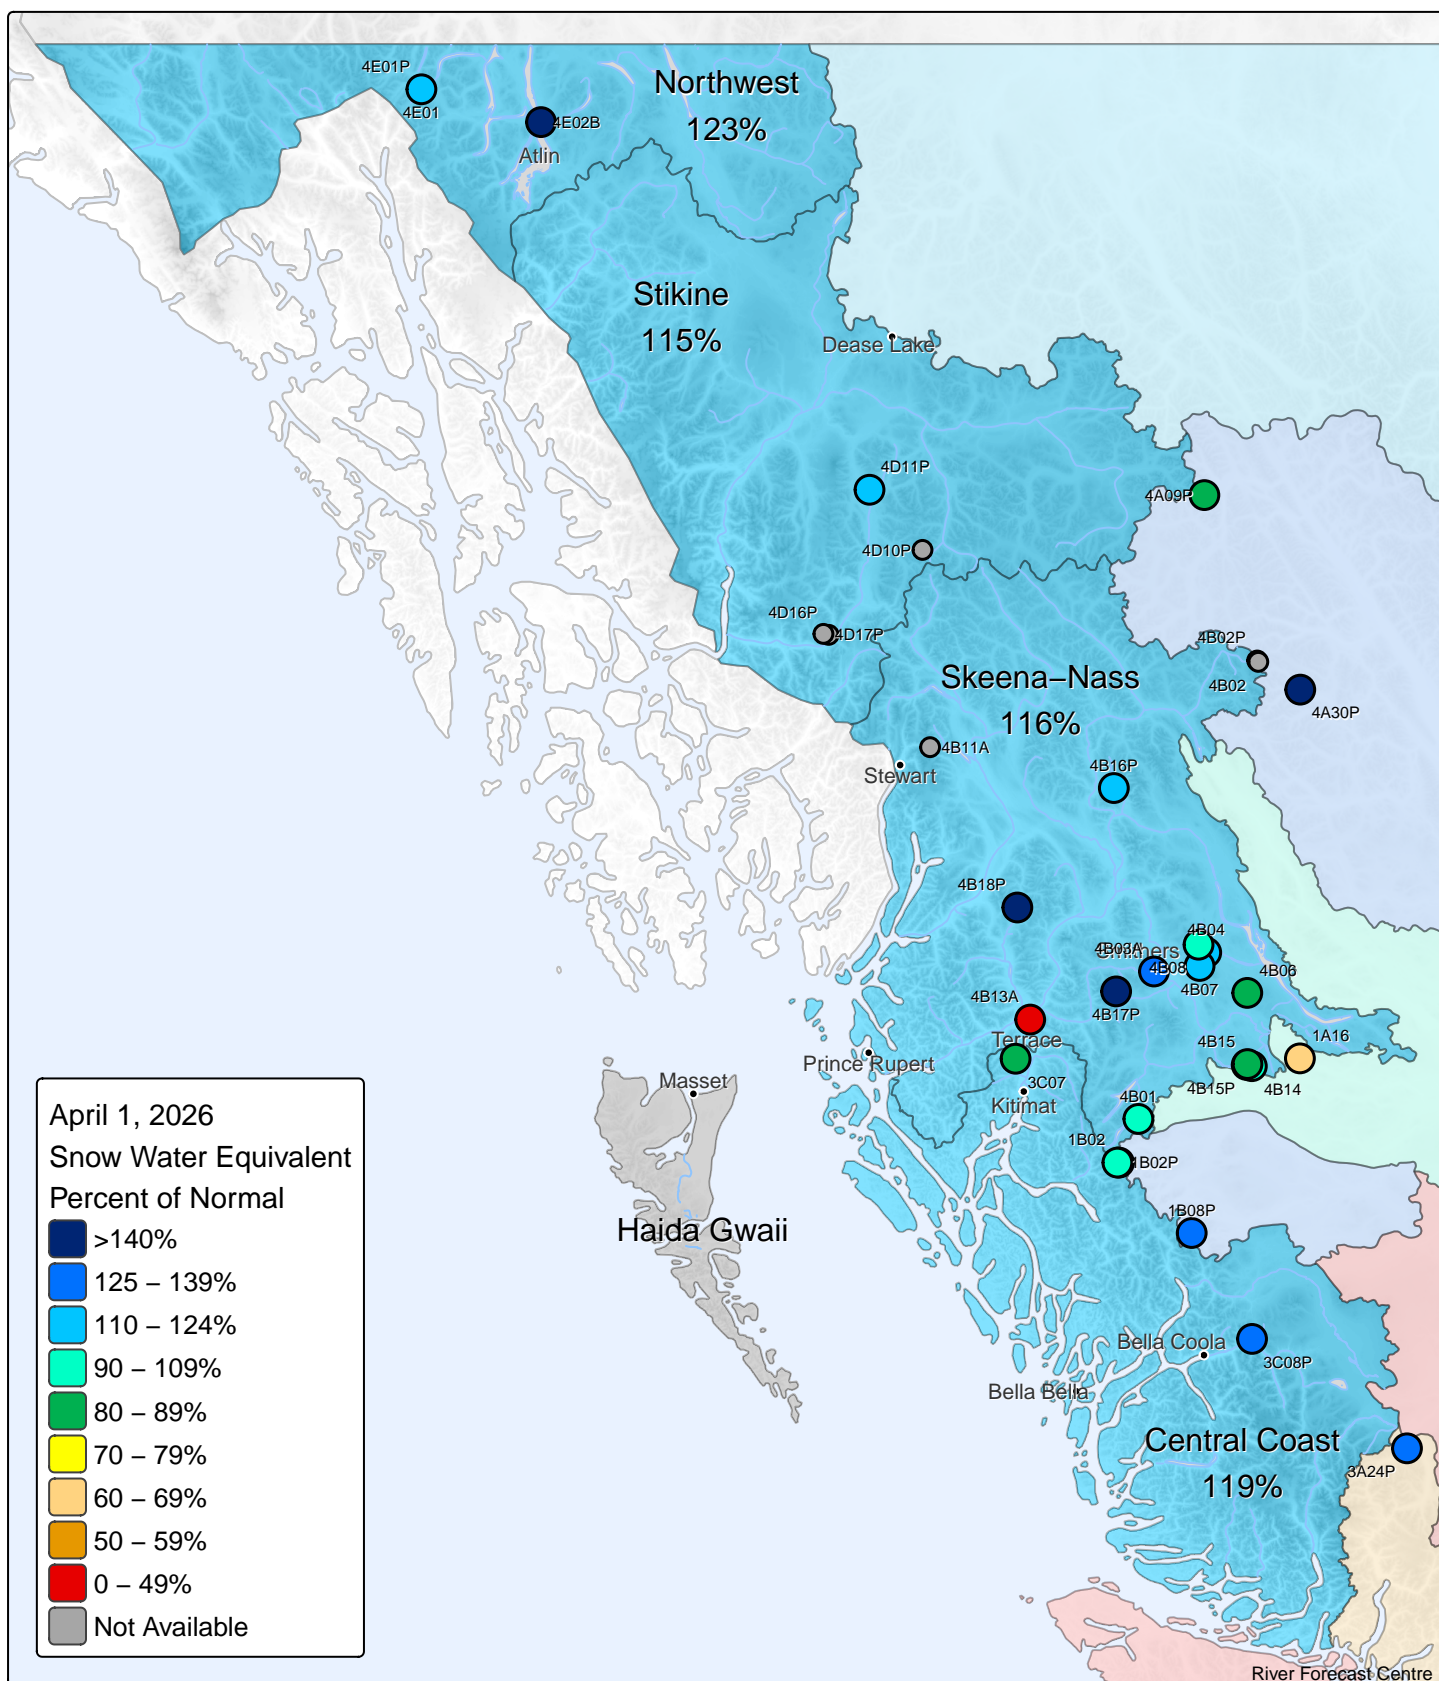 4E01P
4E01
4E02B
Atlin
Northwest
123%
Stikine
115%
Dease Lake
4D11P
4A09P
4D10P
4D16P
4D17P
4B02P
4B02
4A30P
Skeena–Nass
116%
4B11A
Stewart
4B16P
4B18P
4B04
4B03A
Smithers
4B08
4B07
4B06
4B17P
4B13A
Terrace
Prince Rupert
3C07
Kitimat
4B15
1A16
4B15P
4B14
4B01
1B02
1B02P
1B08P
Masset
Haida Gwaii
Bella Coola
3C08P
Bella Bella
Central Coast
119%
3A24P
April 1, 2026
Snow Water Equivalent
Percent of Normal
>140%
125 – 139%
110 – 124%
90 – 109%
80 – 89%
70 – 79%
60 – 69%
50 – 59%
0 – 49%
Not Available
River Forecast Centre